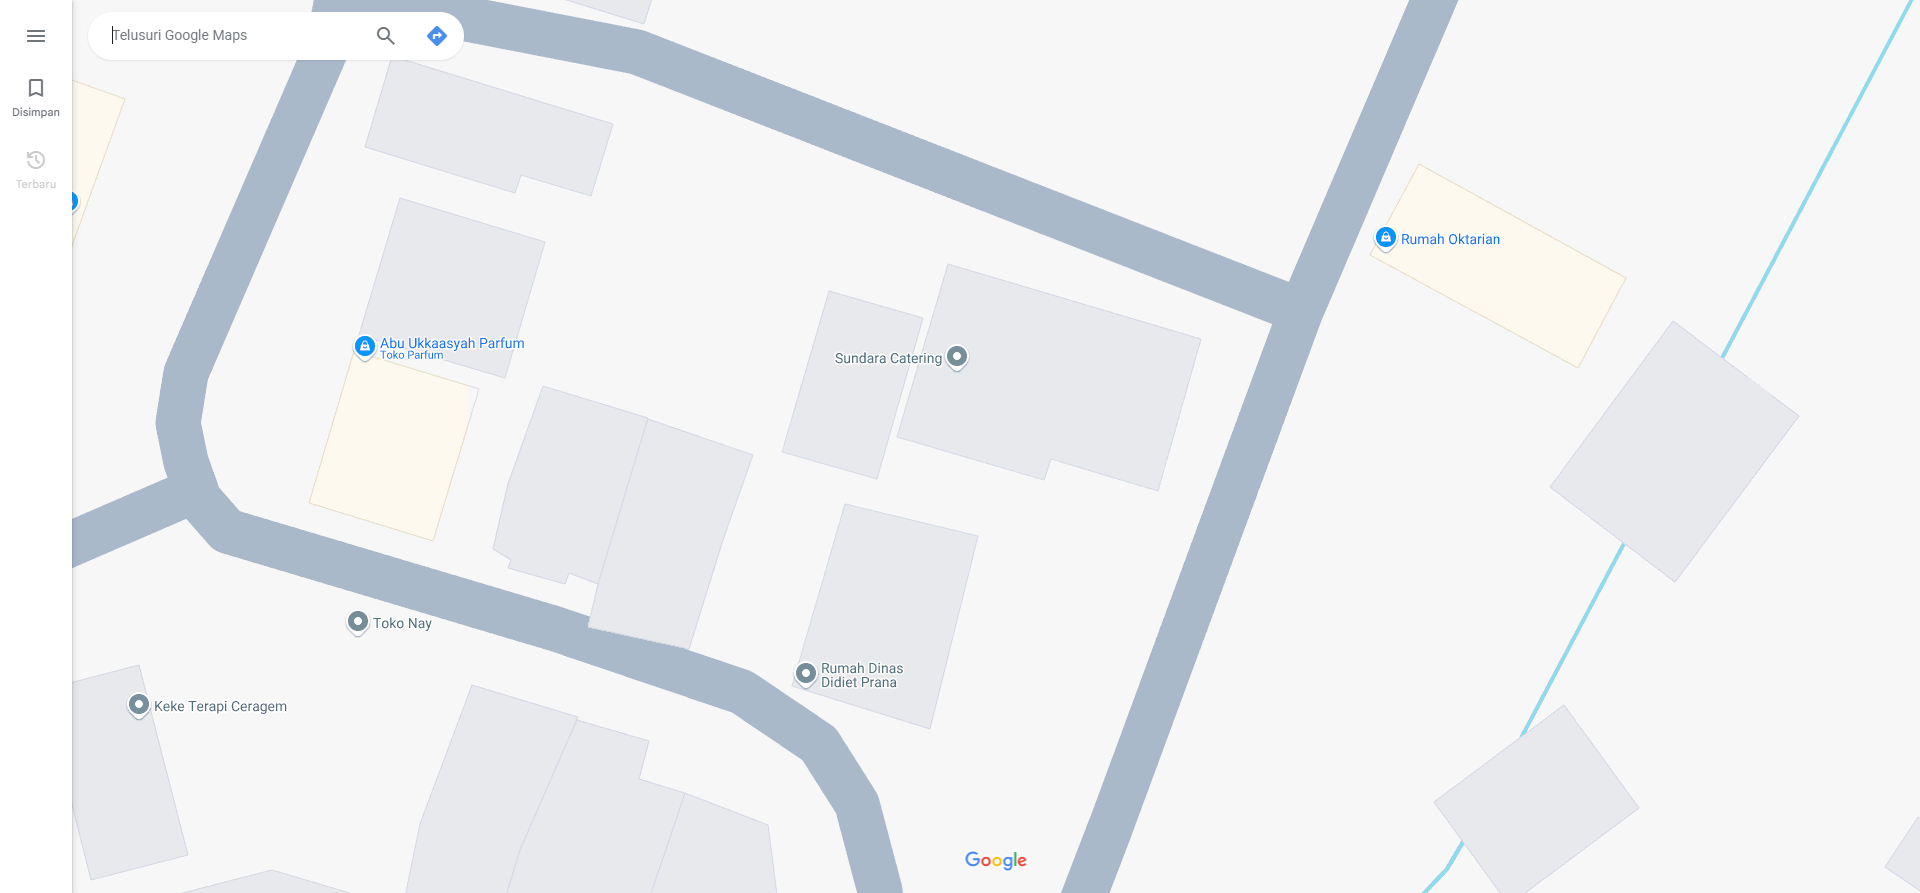 Telusuri Google Maps
Disimpan
Terbaru
Rumah Oktarian
Abu Ukkaasyah Parfum
Toko Parfum
Sundara Catering
Toko Nay
Rumah Dinas
Didiet Prana
Keke Terapi Ceragem
Google